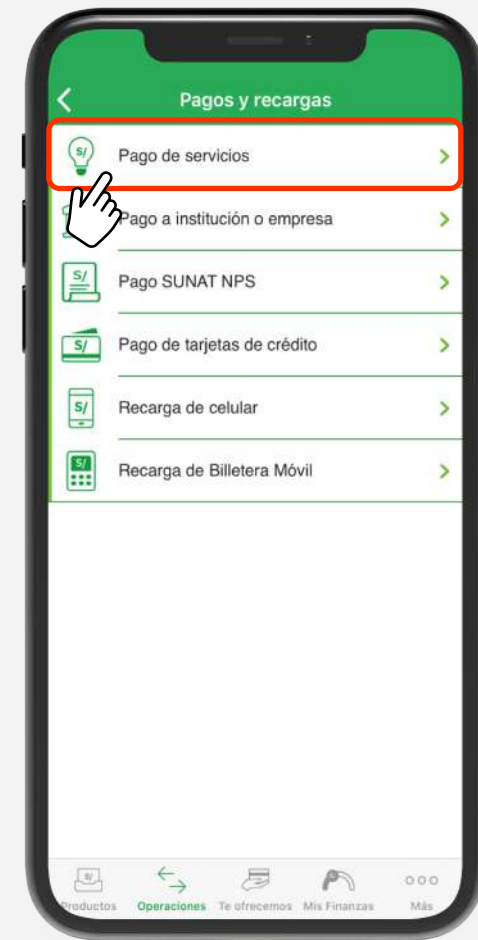 Pagos y recargas
S/
Pago de servicios
Pago a institución o empresa
S/
Pago SUNAT NPS
S/
Pago de tarjetas de crédito
S/
Recarga de celular
S/
Recarga de Billetera Móvil
S/
Productos Operaciones Te ofrecemos Mis Finanzas Más